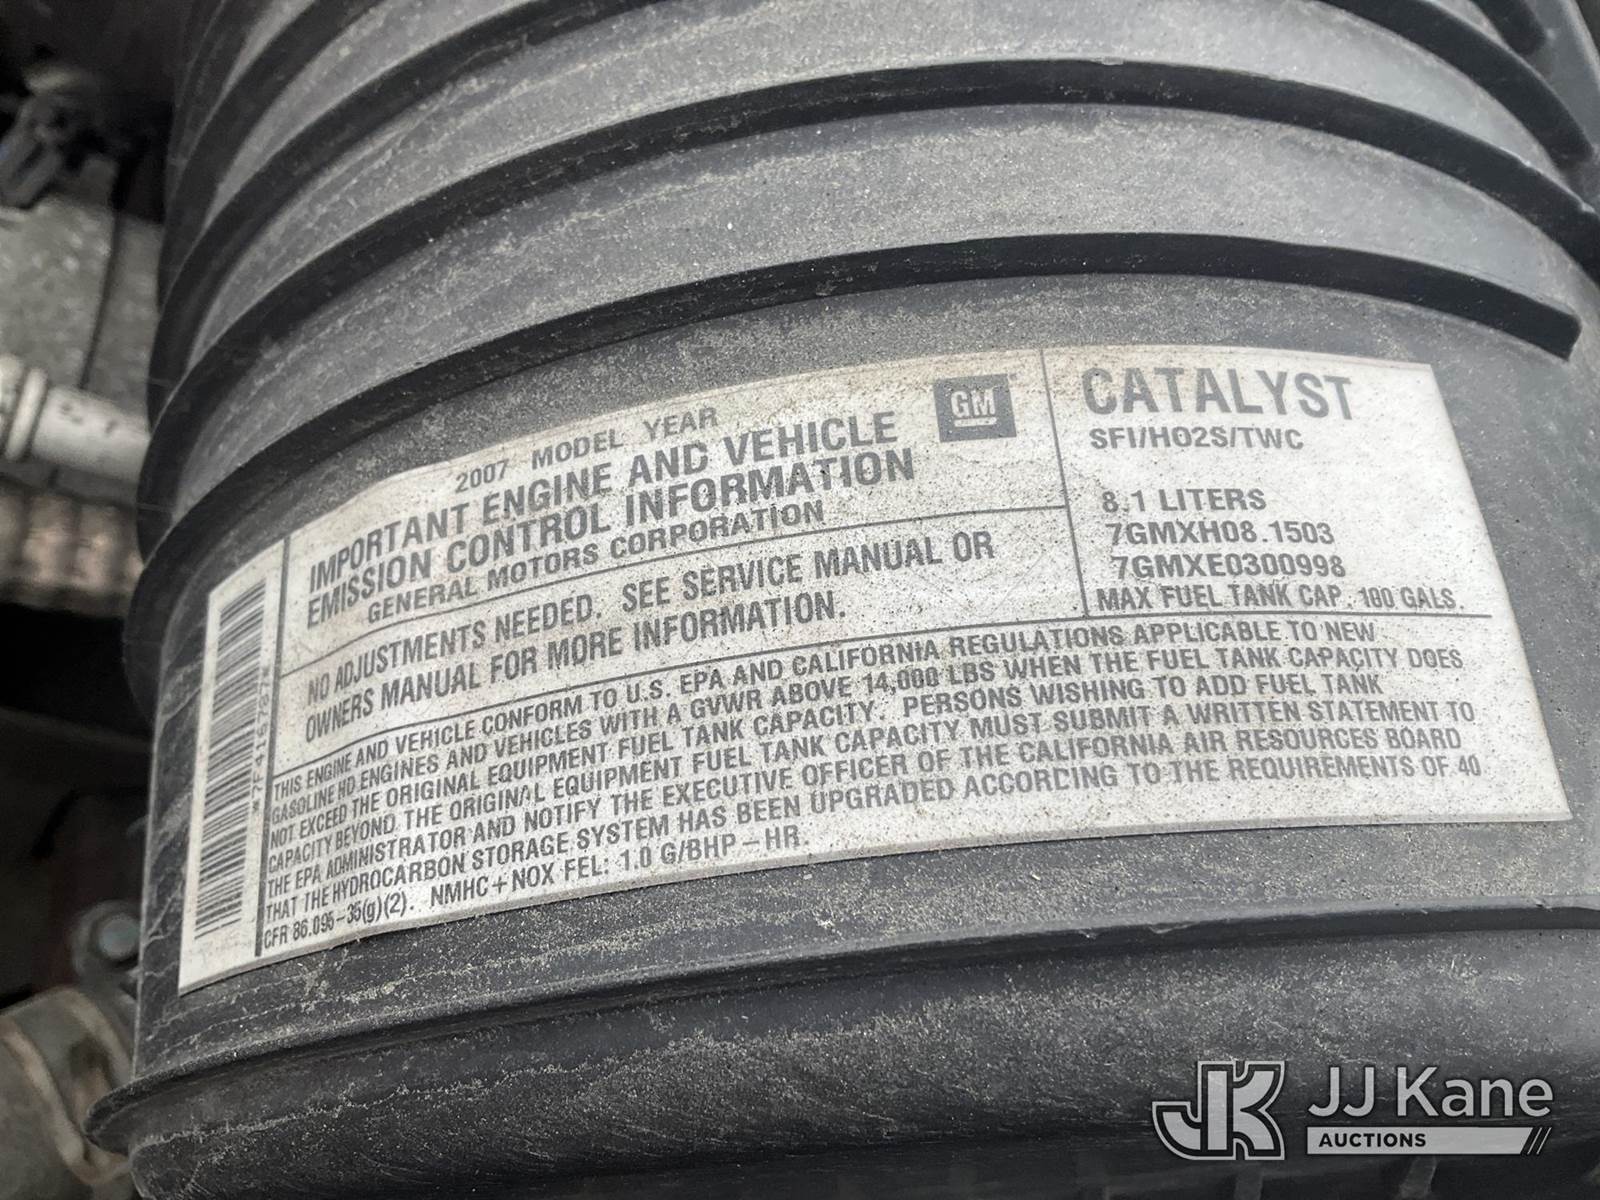 2007 MODEL YEAR
IMPORTANT ENGINE AND VEHICLE
EMISSION CONTROL INFORMATION
GENERAL MOTORS CORPORATION
GM
NO ADJUSTMENTS NEEDED. SEE SERVICE MANUAL OR
OWNERS MANUAL FOR MORE INFORMATION.
CATALYST
SFI/HO2S/TWC
8.1 LITERS
7GMXH08.1503
7GMXE0300998
MAX FUEL TANK CAP. 100 GALS.
THIS ENGINE AND VEHICLE CONFORM TO U.S. EPA AND CALIFORNIA REGULATIONS APPLICABLE TO NEW
GASOLINE HD ENGINES AND VEHICLES WITH A GVWR ABOVE 14,000 LBS WHEN THE FUEL TANK CAPACITY DOES
NOT EXCEED THE ORIGINAL EQUIPMENT FUEL TANK CAPACITY. PERSONS WISHING TO ADD FUEL TANK
CAPACITY BEYOND THE ORIGINAL EQUIPMENT FUEL TANK CAPACITY MUST SUBMIT A WRITTEN STATEMENT TO
THE EPA ADMINISTRATOR AND NOTIFY THE EXECUTIVE OFFICER OF THE CALIFORNIA AIR RESOURCES BOARD
THAT THE HYDROCARBON STORAGE SYSTEM HAS BEEN UPGRADED ACCORDING TO THE REQUIREMENTS OF 40
CFR 86.095-35(g)(2). NMHC+NOX FEL: 1.0 G/BHP-HR.
JK JJ Kane
AUCTIONS